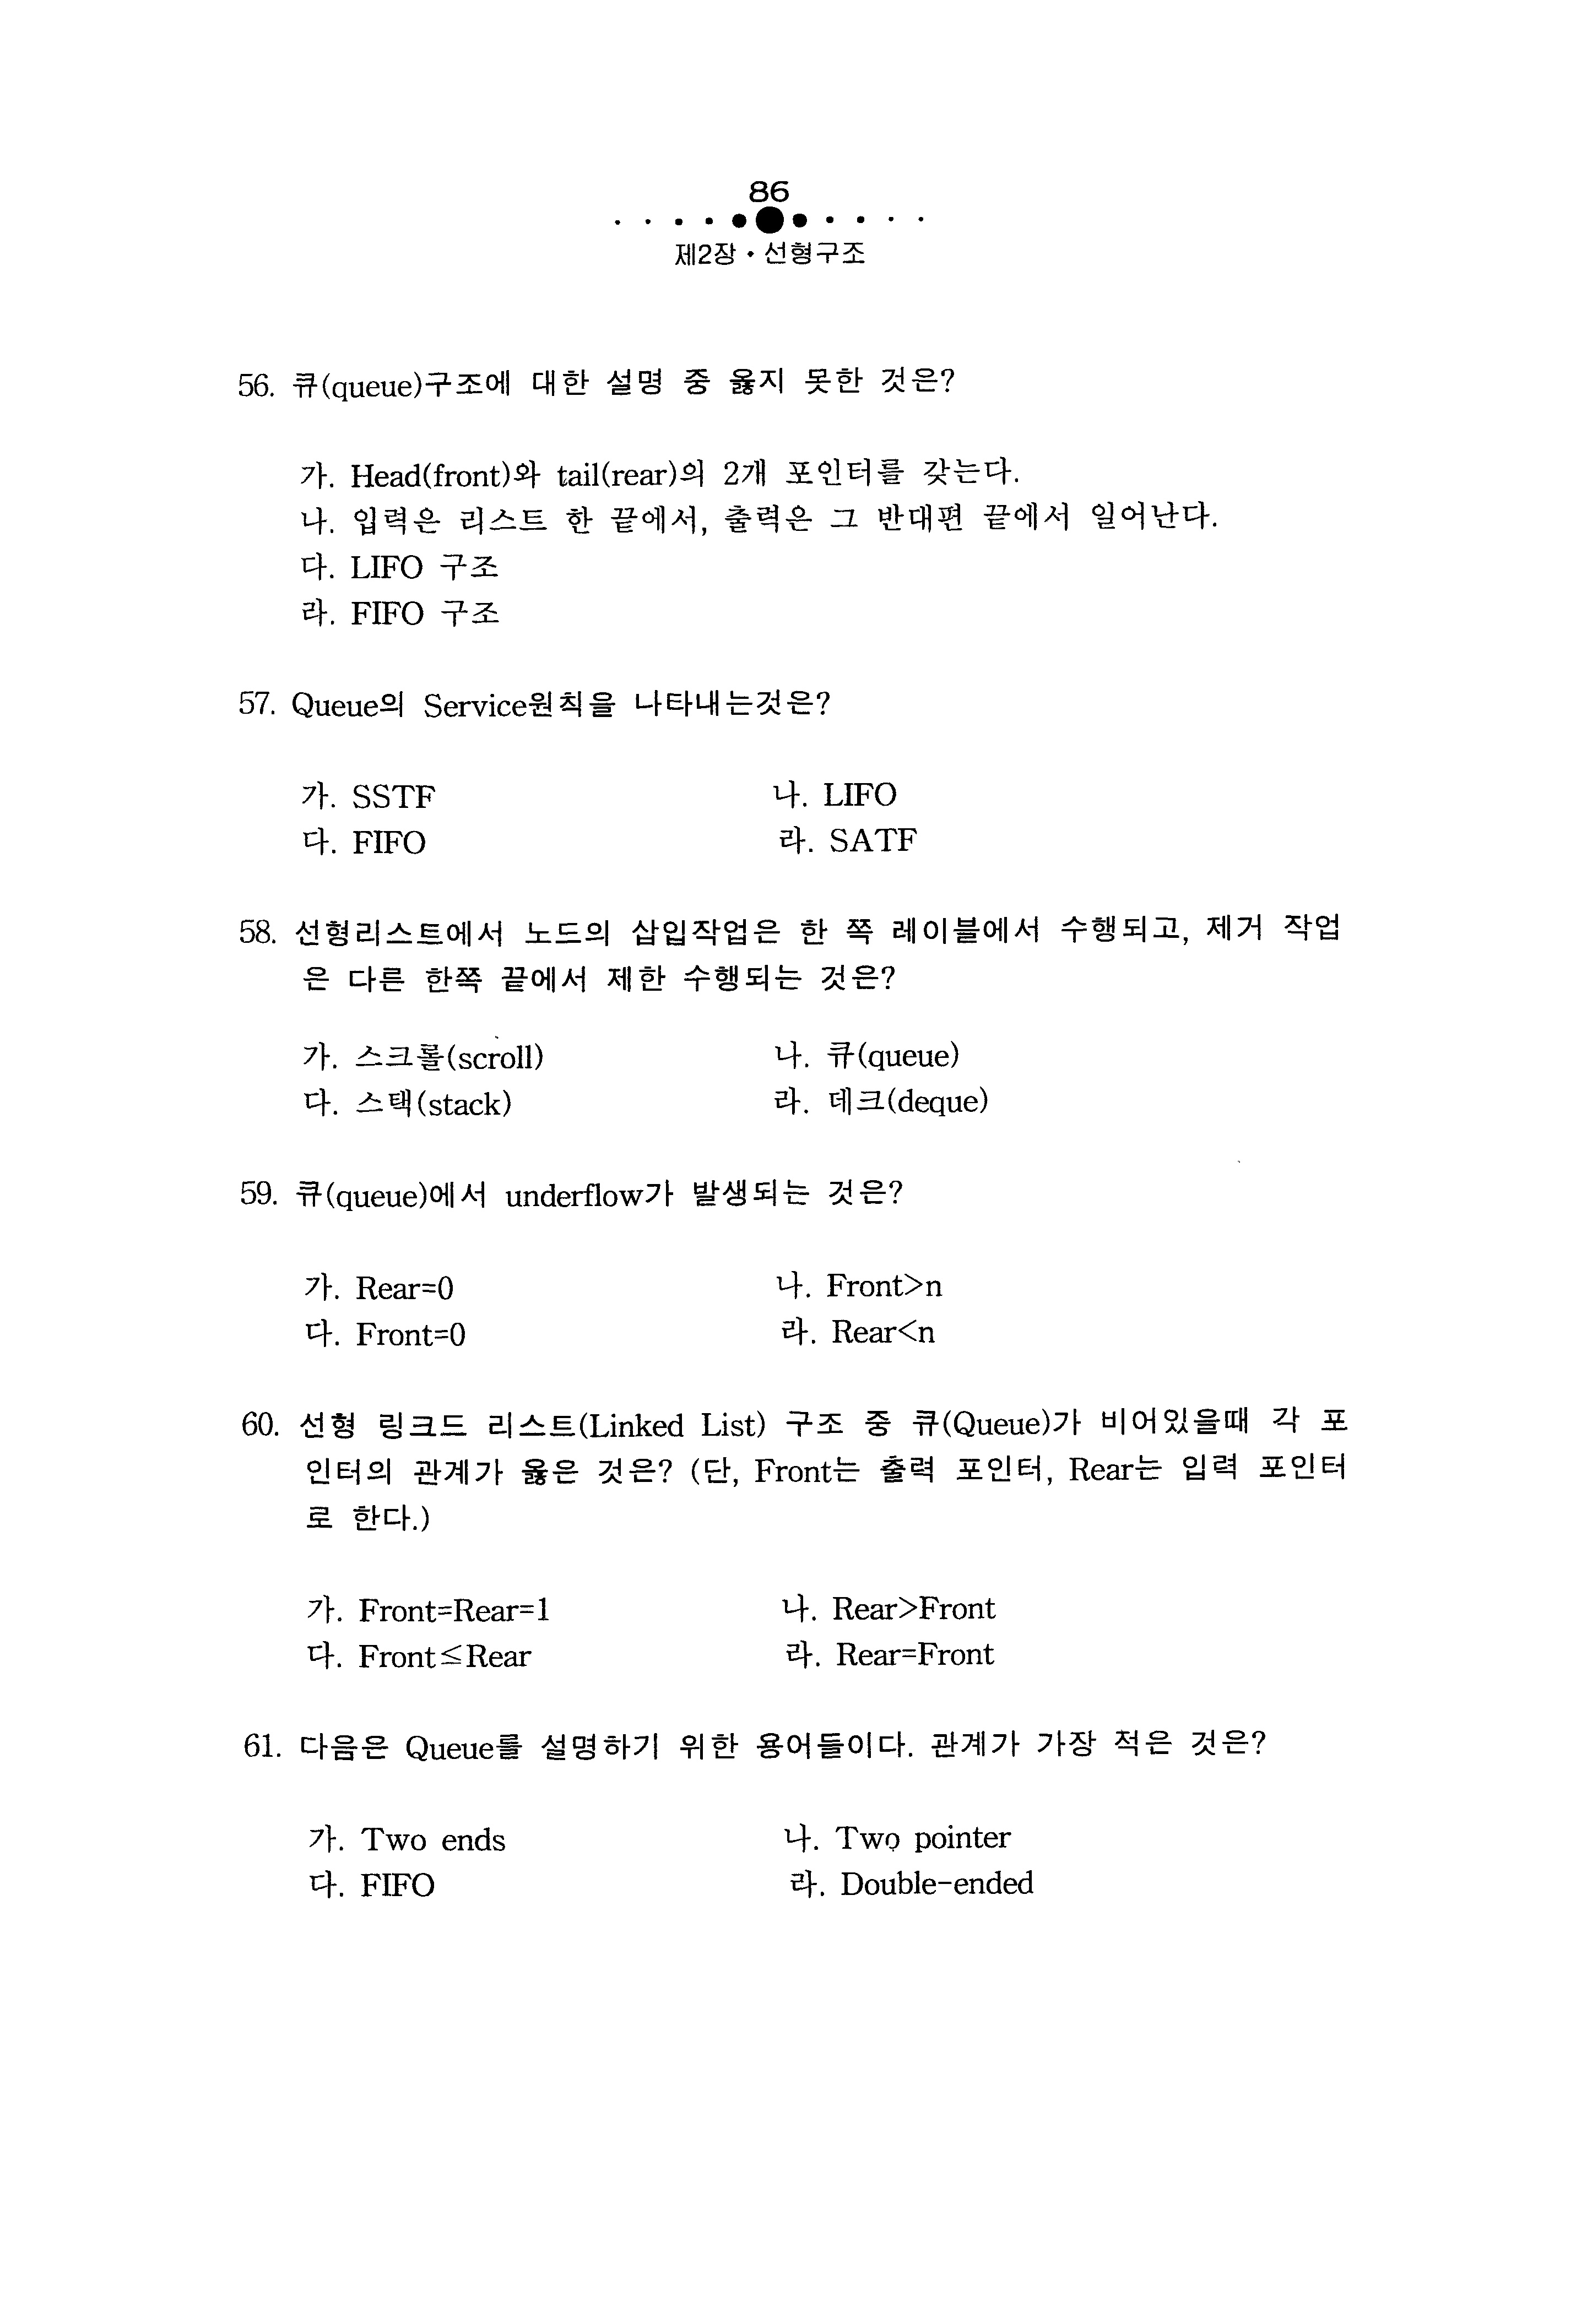 86
제2장 • 선형구조
56. 큐(queue)구조에 대한 설명 중 옳지 못한 것은?
가. Head(front)와 tail(rear)의 2개 포인터를 갖는다.
나. 입력은 리스트 한 끝에서, 출력은 그 반대편 끝에서 일어난다.
다. LIFO 구조
라. FIFO 구조
57. Queue의 Service원칙을 나타내는것은?
가. SSTF 나. LIFO
다. FIFO 라. SATF
58. 선형리스트에서 노드의 삽입작업은 한 쪽 레이블에서 수행되고, 제거 작업
은 다른 한쪽 끝에서 제한 수행되는 것은?
가. 스크롤(scroll) 나. 큐(queue)
다. 스택(stack) 라. 데크(deque)
59. 큐(queue)에서 underflow가 발생되는 것은?
가. Rear=0 나. Front>n
다. Front=0 라. Rear<n
60. 선형 링크드 리스트(Linked List) 구조 중 큐(Queue)가 비어있을때 각 포
인터의 관계가 옳은 것은? (단, Front는 출력 포인터, Rear는 입력 포인터
로 한다.)
가. Front=Rear=1 나. Rear>Front
다. Front≤Rear 라. Rear=Front
61. 다음은 Queue를 설명하기 위한 용어들이다. 관계가 가장 적은 것은?
가. Two ends 나. Two pointer
다. FIFO 라. Double-ended